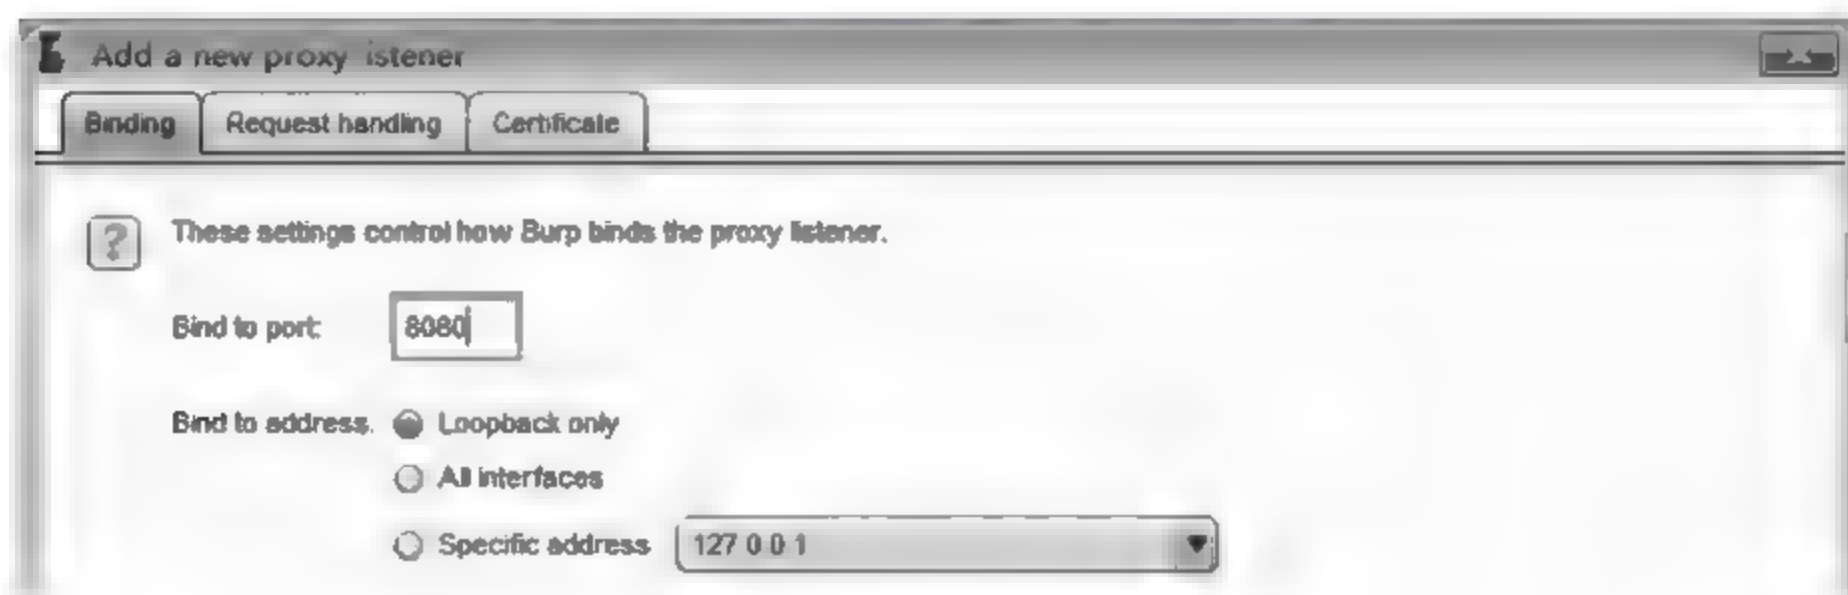 Add a new proxy listener
Binding Request handling Certificate
? These settings control how Burp binds the proxy listener.
Bind to port: 8080
Bind to address: Loopback only
All interfaces
Specific address 127.0.0.1